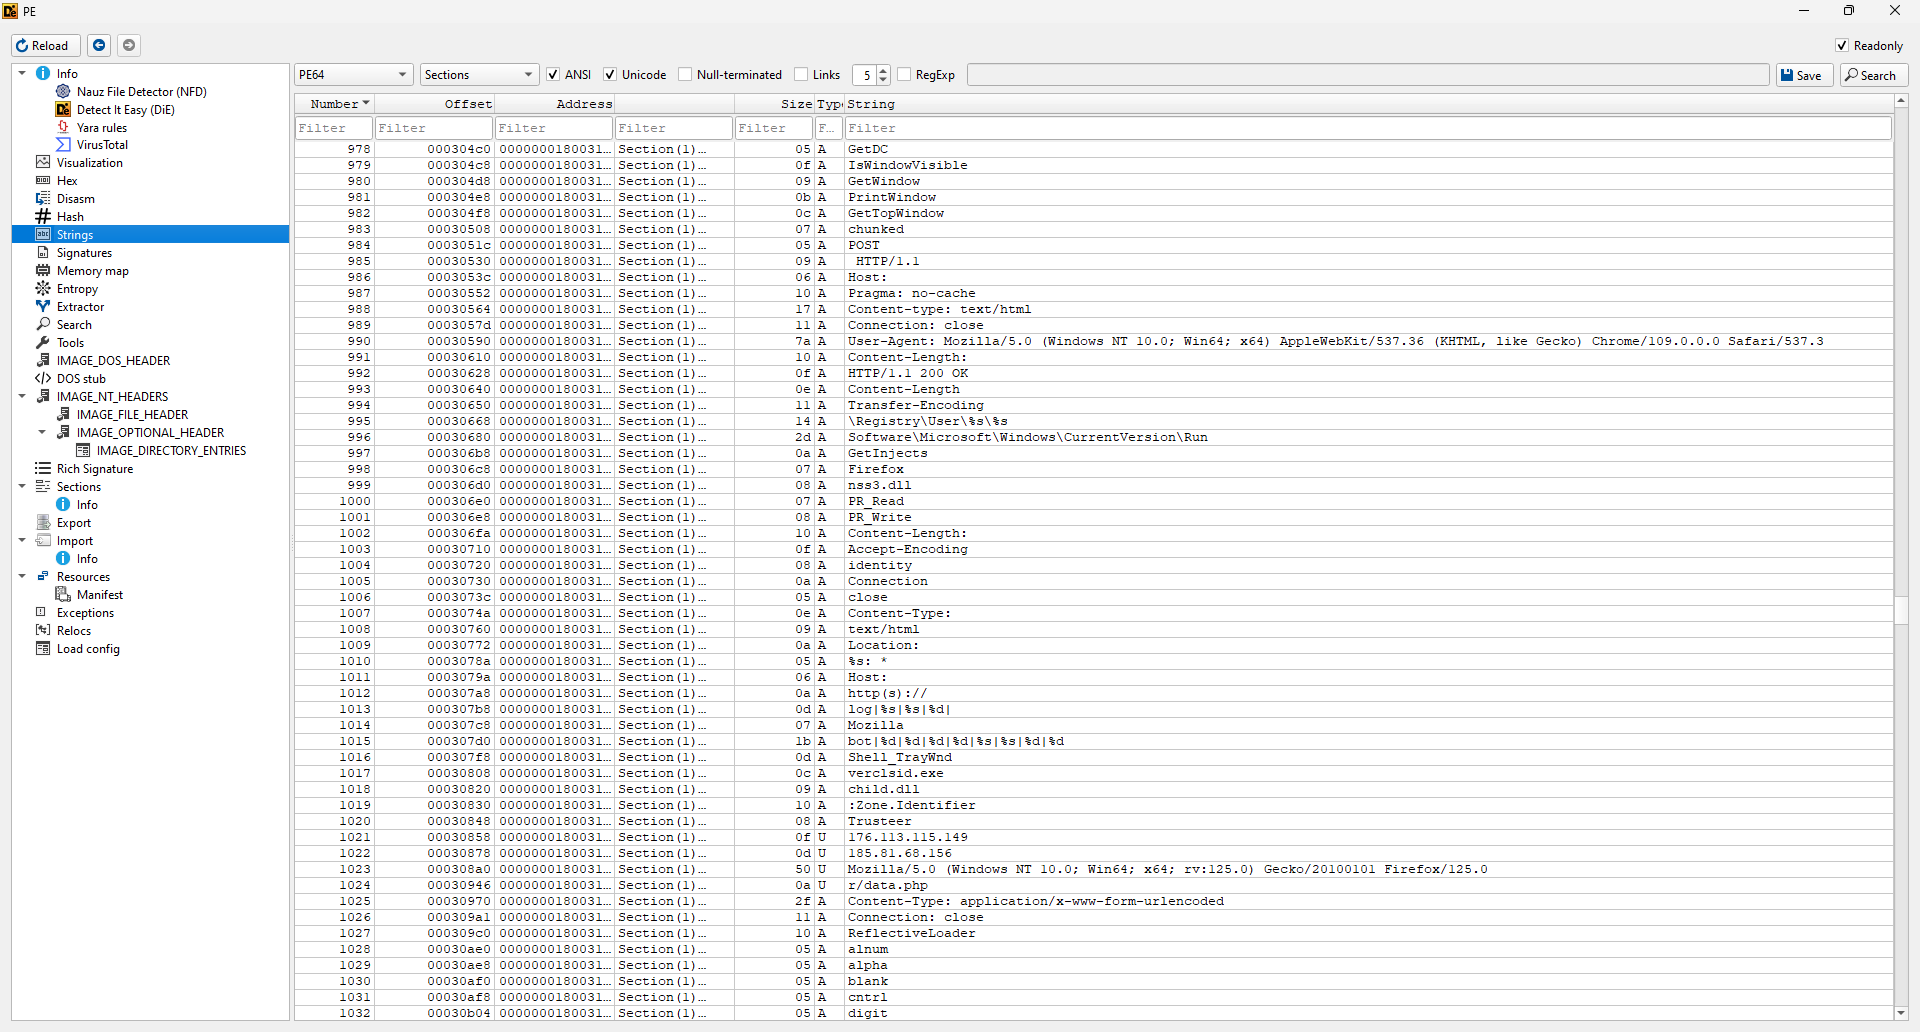 PE
Reload
Readonly
Info
Nauz File Detector (NFD)
Detect It Easy (DiE)
Yara rules
VirusTotal
Visualization
Hex
Disasm
Hash
Strings
Signatures
Memory map
Entropy
Extractor
Search
Tools
IMAGE_DOS_HEADER
DOS stub
IMAGE_NT_HEADERS
IMAGE_FILE_HEADER
IMAGE_OPTIONAL_HEADER
IMAGE_DIRECTORY_ENTRIES
Rich Signature
Sections
Info
Export
Import
Info
Resources
Manifest
Exceptions
Relocs
Load config
PE64 Sections ANSI Unicode Null-terminated Links 5 RegExp Save Search
Number Offset Address Size Type String
Filter Filter Filter Filter Filter F... Filter
978 000304c0 0000000180031... Section(1)... 05 A GetDC
979 000304c8 0000000180031... Section(1)... 0f A IsWindowVisible
980 000304d8 0000000180031... Section(1)... 09 A GetWindow
981 000304e8 0000000180031... Section(1)... 0b A PrintWindow
982 000304f8 0000000180031... Section(1)... 0c A GetTopWindow
983 00030508 0000000180031... Section(1)... 07 A chunked
984 0003051c 0000000180031... Section(1)... 05 A POST
985 00030530 0000000180031... Section(1)... 09 A HTTP/1.1
986 0003053c 0000000180031... Section(1)... 06 A Host:
987 00030552 0000000180031... Section(1)... 10 A Pragma: no-cache
988 00030564 0000000180031... Section(1)... 17 A Content-type: text/html
989 0003057d 0000000180031... Section(1)... 11 A Connection: close
990 00030590 0000000180031... Section(1)... 7a A User-Agent: Mozilla/5.0 (Windows NT 10.0; Win64; x64) AppleWebKit/537.36 (KHTML, like Gecko) Chrome/109.0.0.0 Safari/537.3
991 00030610 0000000180031... Section(1)... 10 A Content-Length:
992 00030628 0000000180031... Section(1)... 0f A HTTP/1.1 200 OK
993 00030640 0000000180031... Section(1)... 0e A Content-Length
994 00030650 0000000180031... Section(1)... 11 A Transfer-Encoding
995 00030668 0000000180031... Section(1)... 14 A \Registry\User\%s\%s
996 00030680 0000000180031... Section(1)... 2d A Software\Microsoft\Windows\CurrentVersion\Run
997 000306b8 0000000180031... Section(1)... 0a A GetInjects
998 000306c8 0000000180031... Section(1)... 07 A Firefox
999 000306d0 0000000180031... Section(1)... 08 A nss3.dll
1000 000306e0 0000000180031... Section(1)... 07 A PR_Read
1001 000306e8 0000000180031... Section(1)... 08 A PR_Write
1002 000306fa 0000000180031... Section(1)... 10 A Content-Length:
1003 00030710 0000000180031... Section(1)... 0f A Accept-Encoding
1004 00030720 0000000180031... Section(1)... 08 A identity
1005 00030730 0000000180031... Section(1)... 0a A Connection
1006 0003073c 0000000180031... Section(1)... 05 A close
1007 0003074a 0000000180031... Section(1)... 0e A Content-Type:
1008 00030760 0000000180031... Section(1)... 09 A text/html
1009 00030772 0000000180031... Section(1)... 0a A Location:
1010 0003078a 0000000180031... Section(1)... 05 A %s: *
1011 0003079a 0000000180031... Section(1)... 06 A Host:
1012 000307a8 0000000180031... Section(1)... 0a A http(s)://
1013 000307b8 0000000180031... Section(1)... 0d A log|%s|%s|%d|
1014 000307c8 0000000180031... Section(1)... 07 A Mozilla
1015 000307d0 0000000180031... Section(1)... 1b A bot|%d|%d|%d|%d|%s|%s|%d|%d
1016 000307f8 0000000180031... Section(1)... 0d A Shell_TrayWnd
1017 00030808 0000000180031... Section(1)... 0c A verclsid.exe
1018 00030820 0000000180031... Section(1)... 09 A child.dll
1019 00030830 0000000180031... Section(1)... 10 A :Zone.Identifier
1020 00030848 0000000180031... Section(1)... 08 A Trusteer
1021 00030858 0000000180031... Section(1)... 0f U 176.113.115.149
1022 00030878 0000000180031... Section(1)... 0d U 185.81.68.156
1023 000308a0 0000000180031... Section(1)... 50 U Mozilla/5.0 (Windows NT 10.0; Win64; x64; rv:125.0) Gecko/20100101 Firefox/125.0
1024 00030946 0000000180031... Section(1)... 0a U r/data.php
1025 00030970 0000000180031... Section(1)... 2f A Content-Type: application/x-www-form-urlencoded
1026 000309a1 0000000180031... Section(1)... 11 A Connection: close
1027 000309c0 0000000180031... Section(1)... 10 A ReflectiveLoader
1028 00030ae0 0000000180031... Section(1)... 05 A alnum
1029 00030ae8 0000000180031... Section(1)... 05 A alpha
1030 00030af0 0000000180031... Section(1)... 05 A blank
1031 00030af8 0000000180031... Section(1)... 05 A cntrl
1032 00030b04 0000000180031... Section(1)... 05 A digit